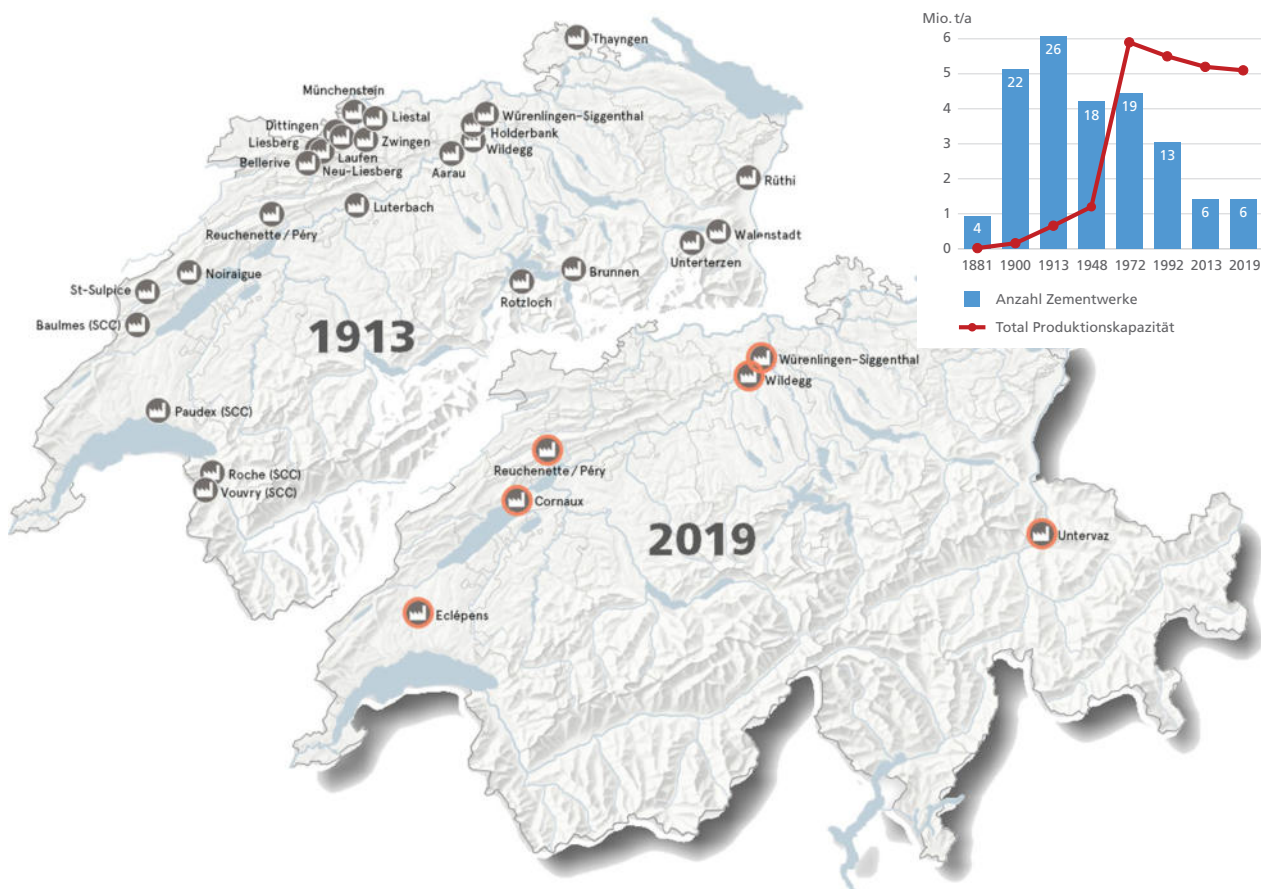 Mio. t/a
6
5
4
3
2
1
0
4
22
26
18
19
13
6
6
1881 1900 1913 1948 1972 1992 2013 2019
Anzahl Zementwerke
Total Produktionskapazität
Thayngen
Münchenstein
Liestal
Würenlingen-Siggenthal
Dittingen
Holderbank
Liesberg
Zwingen
Wildegg
Bellerive
Laufen
Neu-Liesberg
Aarau
Rüthi
Luterbach
Reuchenette / Péry
Walenstadt
Unterterzen
Noiraigue
Brunnen
St-Sulpice
Rotzloch
Baulmes (SCC)
1913
Paudex (SCC)
Roche (SCC)
Vouvry (SCC)
Würenlingen-Siggenthal
Wildegg
Reuchenette / Péry
Cornaux
2019
Untervaz
Eclépens